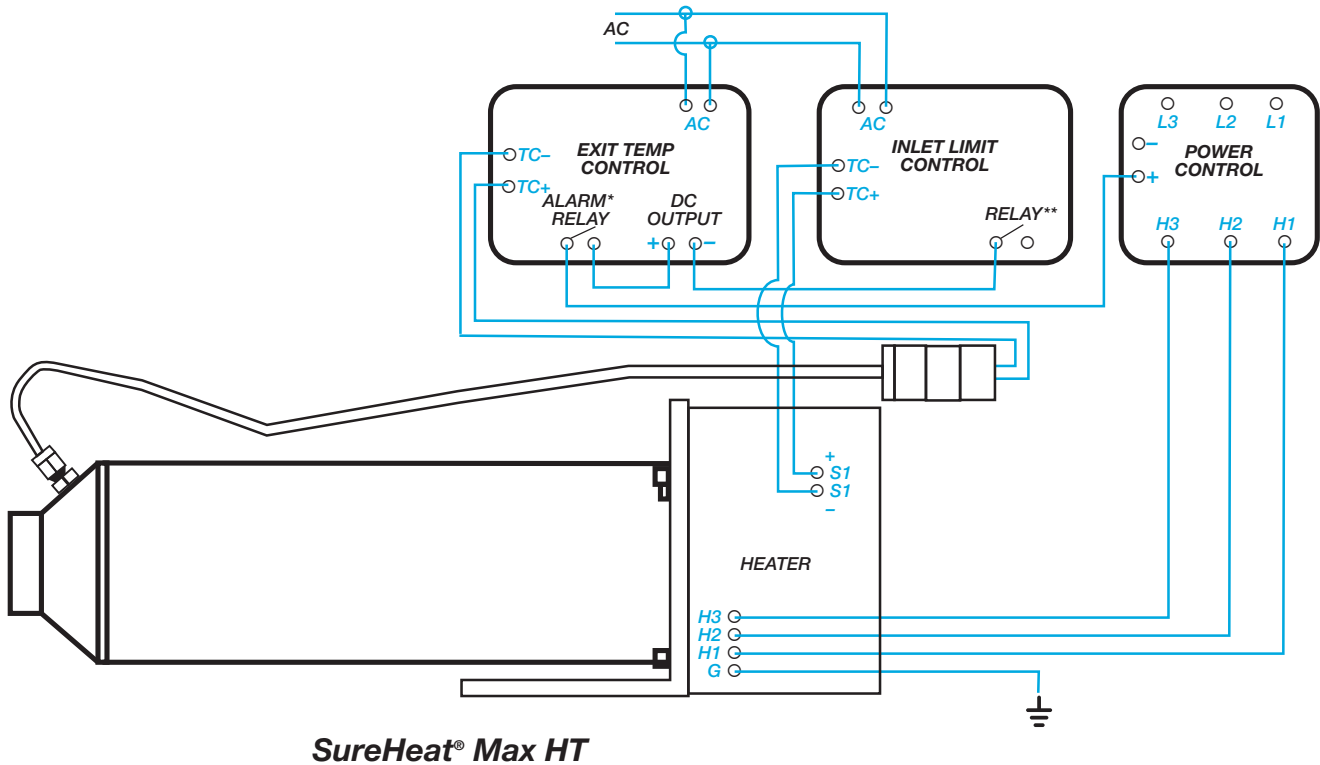 AC
AC
EXIT TEMP
CONTROL
TC–
TC+
ALARM*
RELAY
DC
OUTPUT
+
–
AC
INLET LIMIT
CONTROL
TC–
TC+
RELAY**
L3 L2 L1
–
+
POWER
CONTROL
H3 H2 H1
+
S1
S1
–
HEATER
H3
H2
H1
G
SureHeat® Max HT